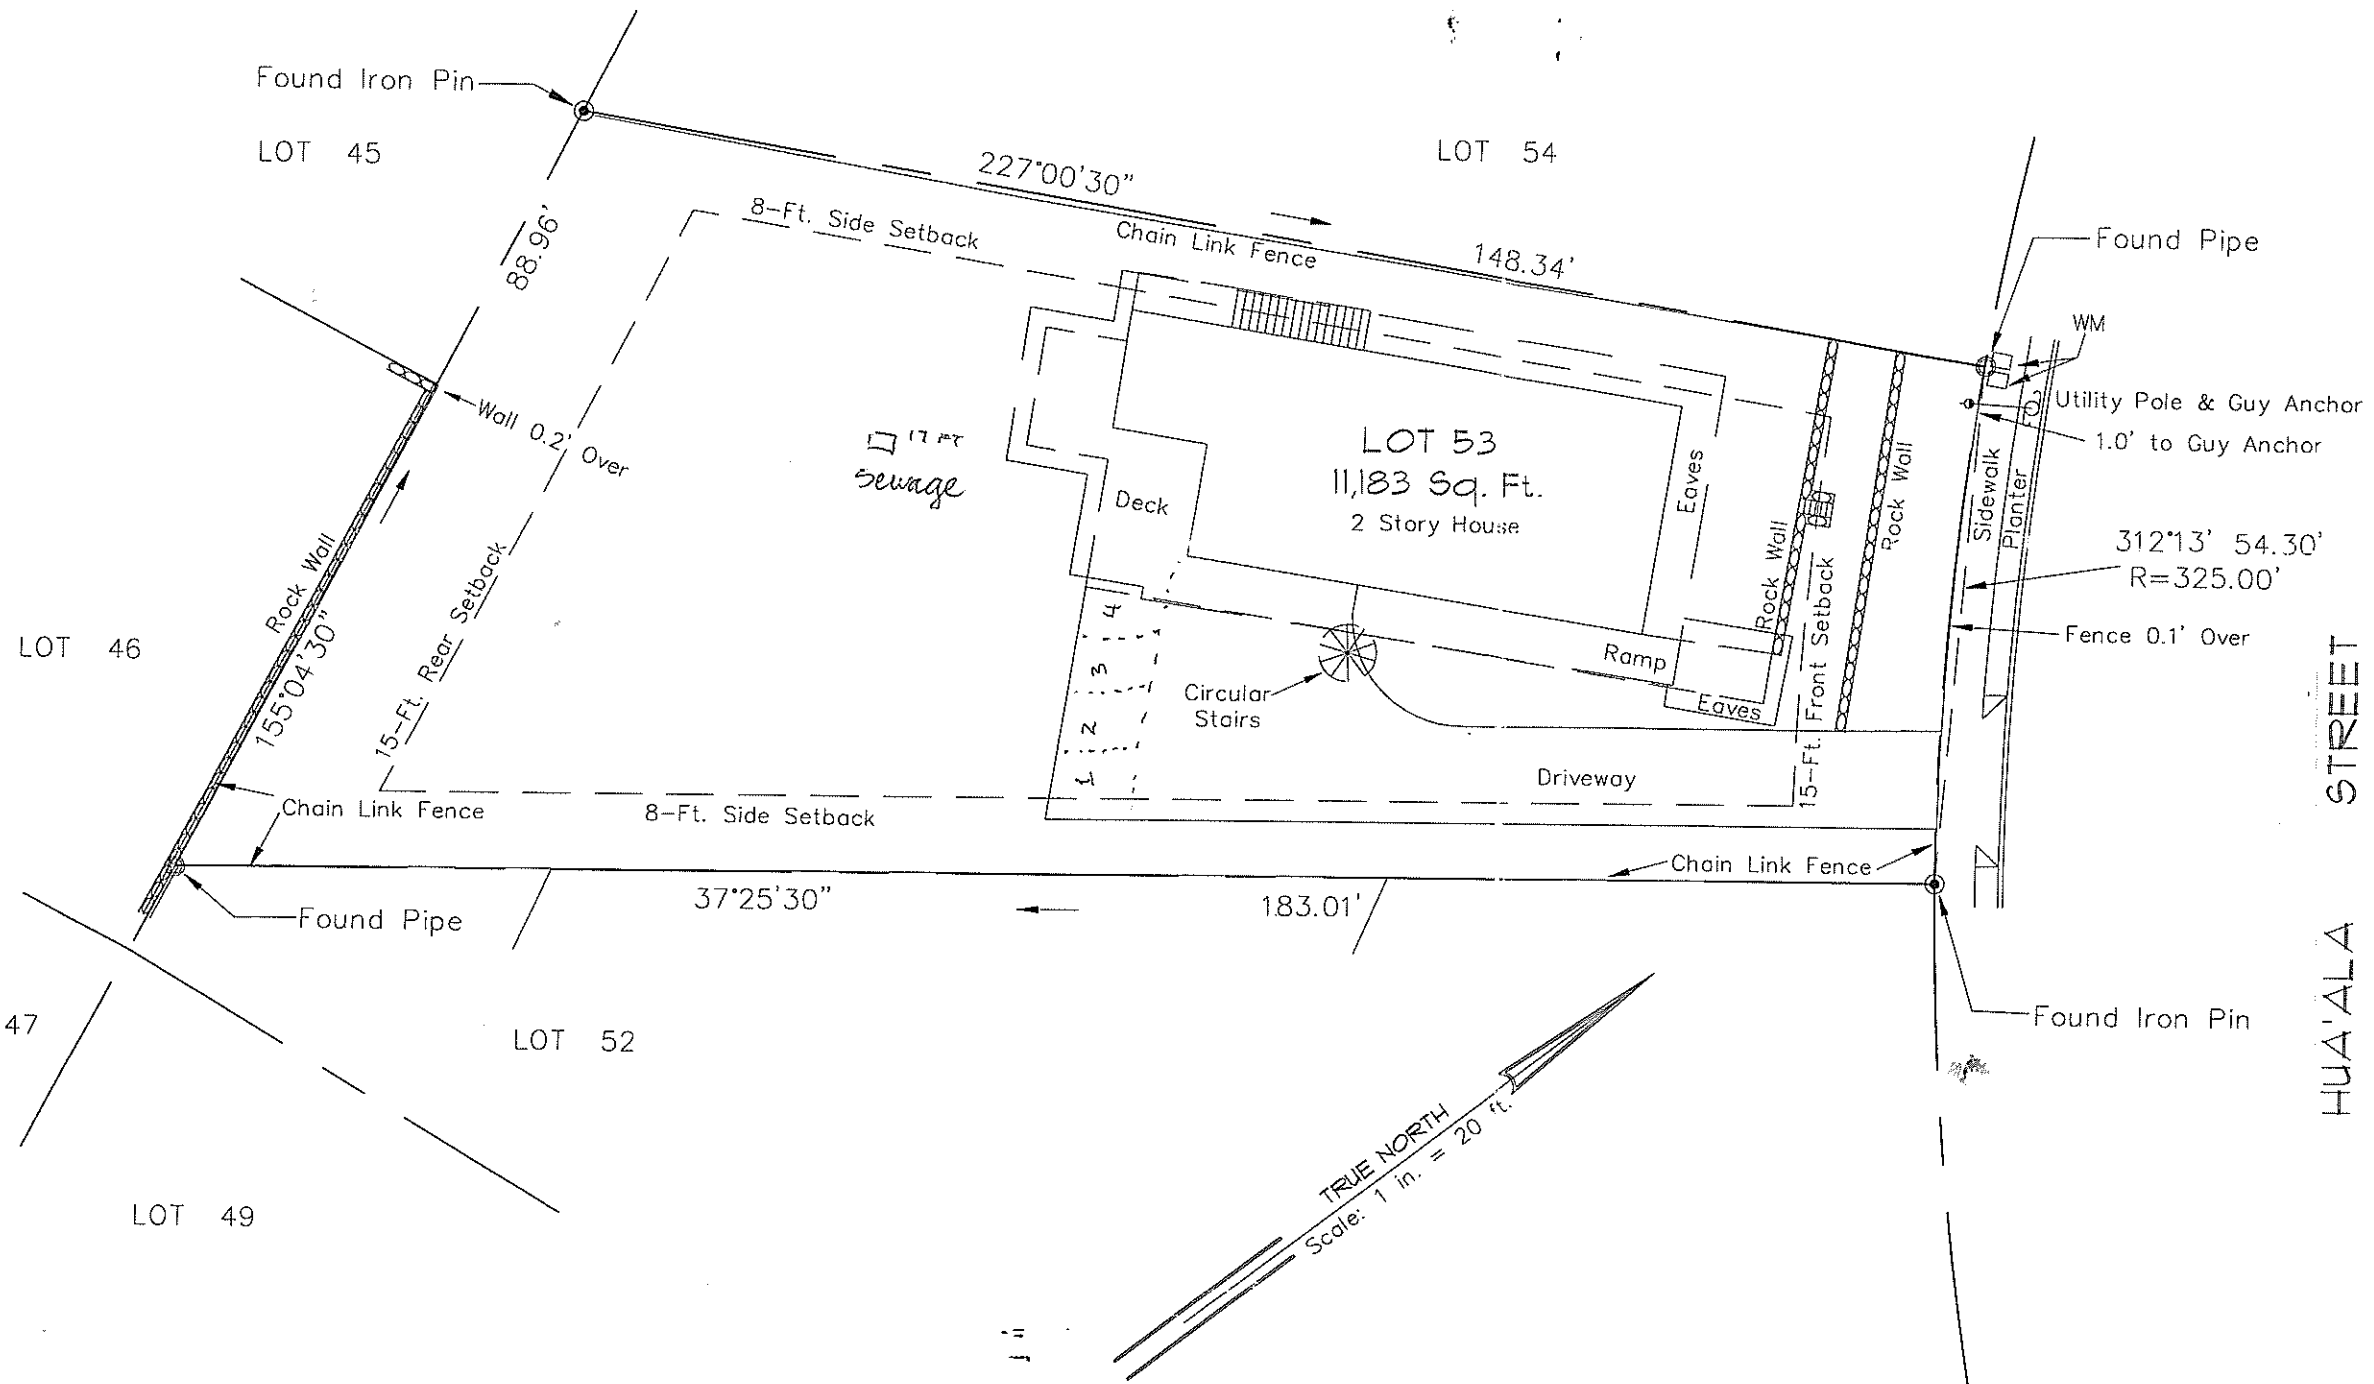 Found Iron Pin
LOT 45
LOT 54
227°00'30"
8-Ft. Side Setback
Chain Link Fence
148.34'
88.96'
Found Pipe
WM
Utility Pole & Guy Anchor
1.0' to Guy Anchor
Wall 0.2' Over
17 FT
Sewage
Deck
LOT 53
11,183 Sq. Ft.
2 Story House
Eaves
Rock Wall
Rock Wall
Sidewalk
Planter
312°13' 54.30'
R=325.00'
Fence 0.1' Over
Rock Wall
155°04'30"
15-Ft. Rear Setback
LOT 46
4
3
2
1
Circular
Stairs
Ramp
Eaves
15-Ft. Front Setback
Driveway
Chain Link Fence
8-Ft. Side Setback
Chain Link Fence
37°25'30"
183.01'
Found Pipe
Found Iron Pin
47
LOT 52
LOT 49
TRUE NORTH
Scale: 1 in. = 20 ft.
HUA'ALA STREET